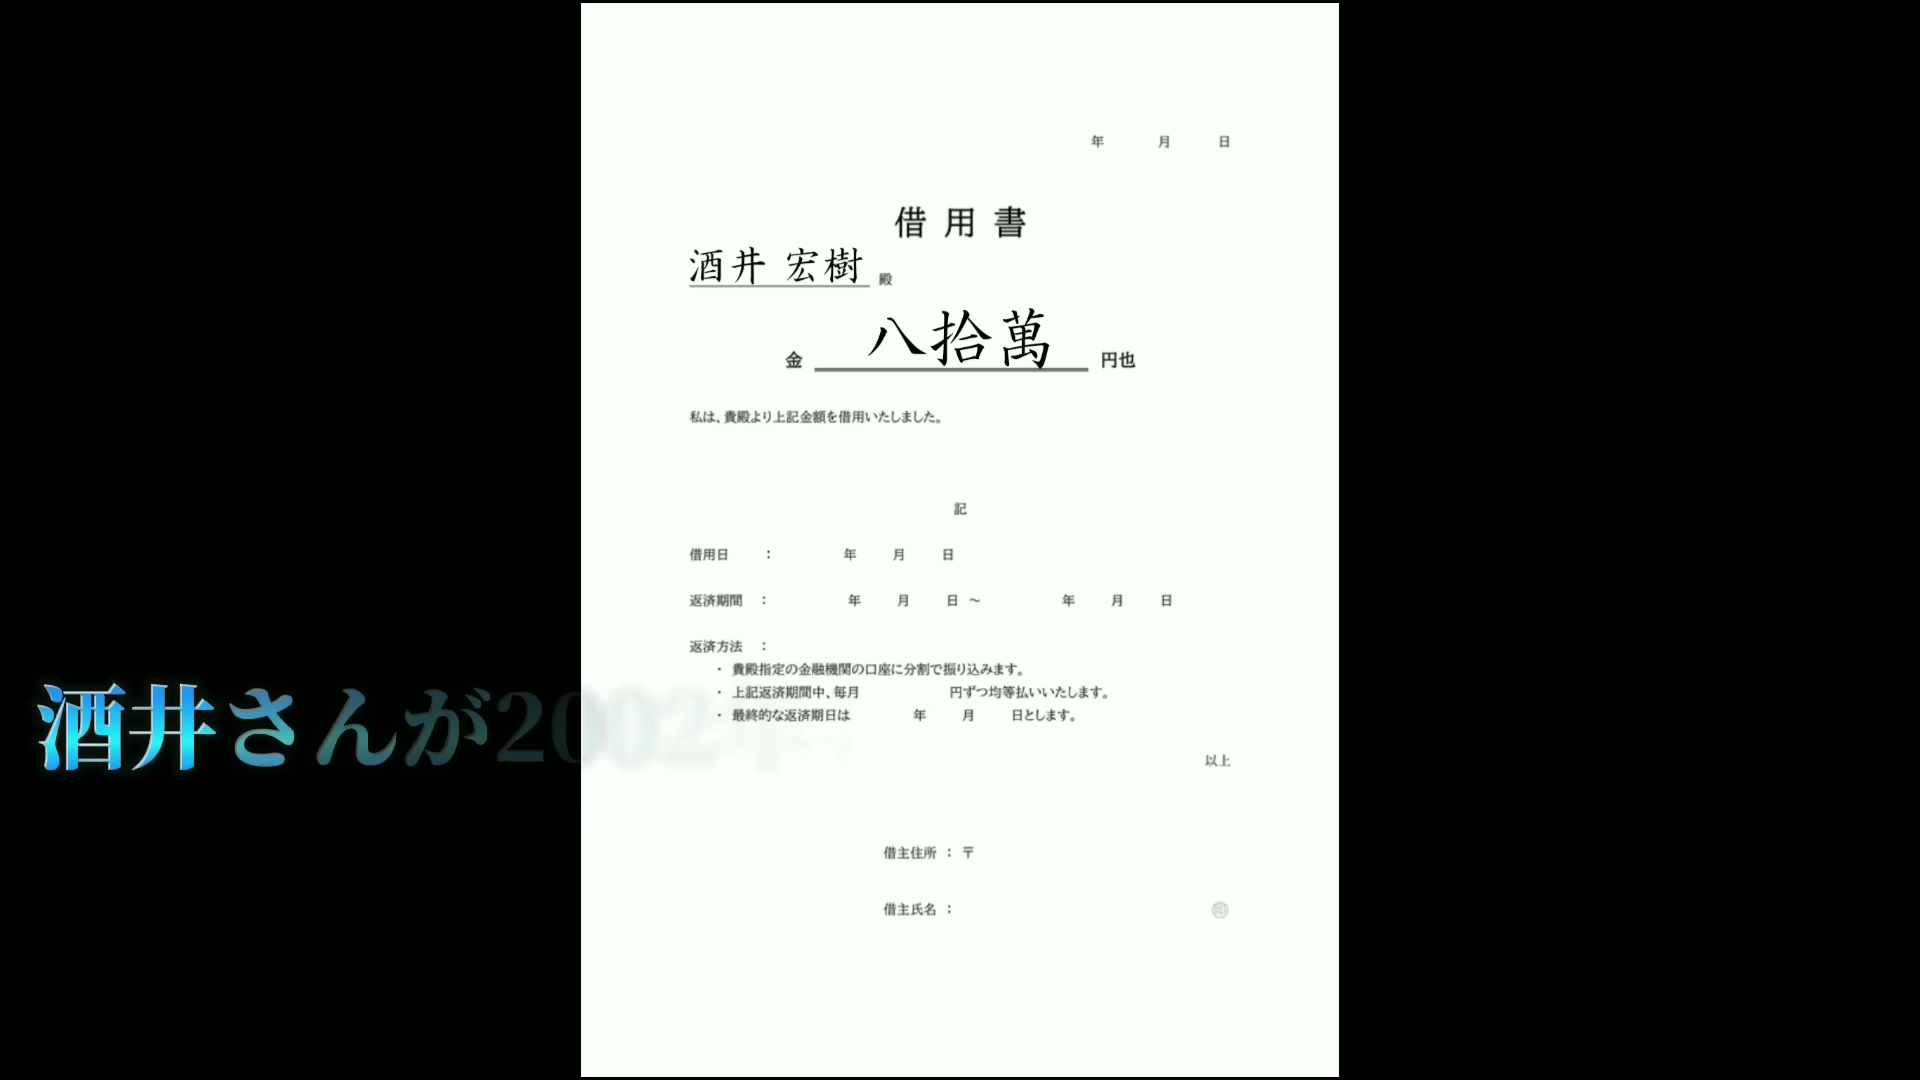 年 月 日
借用書
酒井 宏樹 殿
金 八拾萬 円也
私は、貴殿より上記金額を借用いたしました。
記
借用日 ： 年 月 日
返済期間 ： 年 月 日 ～ 年 月 日
返済方法 ：
・ 貴殿指定の金融機関の口座に分割で振り込みます。
・ 上記返済期間中、毎月 円ずつ均等払いいたします。
・ 最終的な返済期日は 年 月 日とします。
以上
借主住所 ： 〒
借主氏名 ： 印
酒井さんが2002